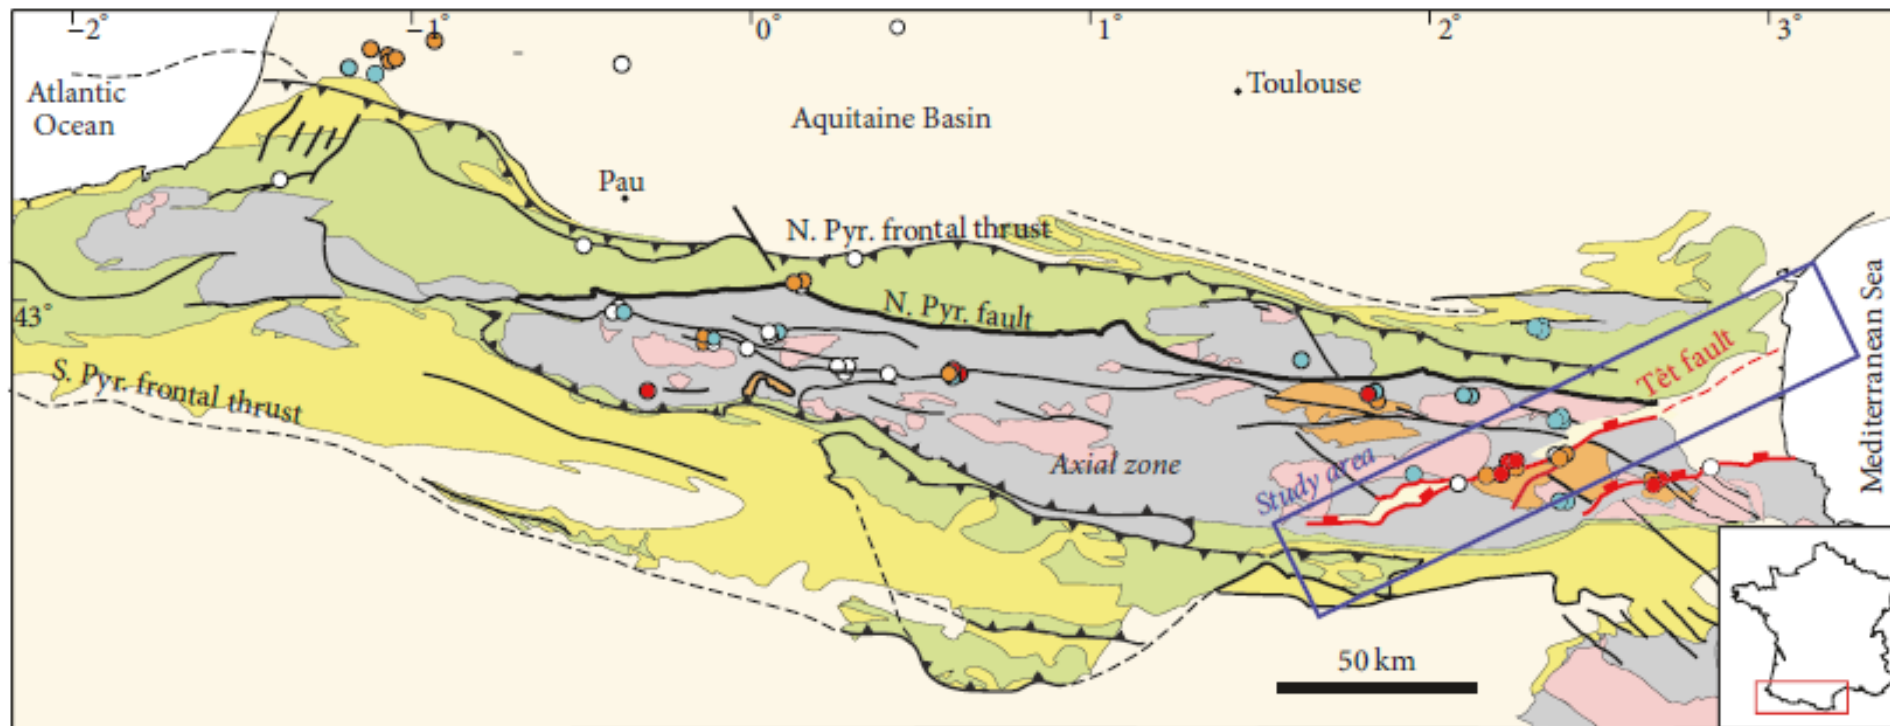 −2°
−1°
0°
1°
2°
3°
Atlantic
Ocean
Toulouse
Aquitaine Basin
Pau
N. Pyr. frontal thrust
N. Pyr. fault
43°
Mediterranean Sea
Têt fault
S. Pyr. frontal thrust
Axial zone
Study area
50 km